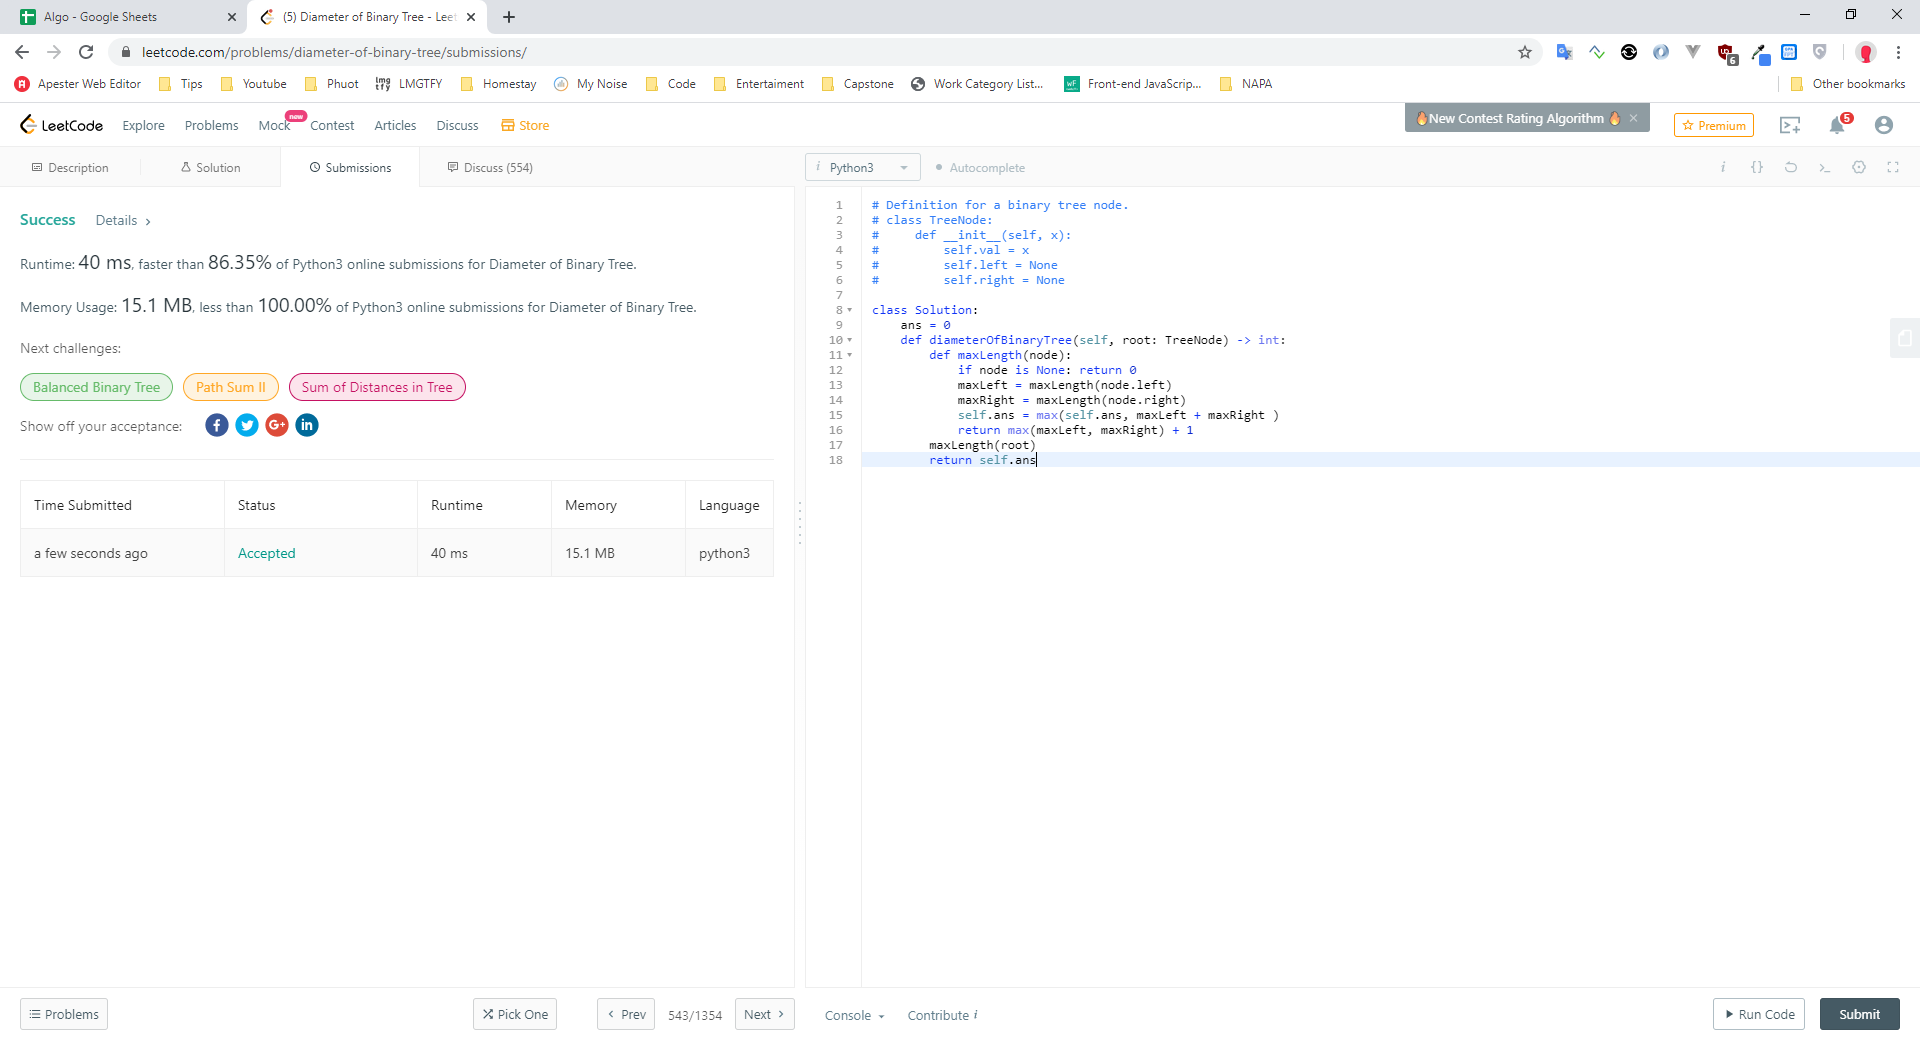 Algo - Google Sheets
(5) Diameter of Binary Tree - Leet
leetcode.com/problems/diameter-of-binary-tree/submissions/
6
Apester Web Editor
Tips
Youtube
Phuot
LMGTFY
Homestay
My Noise
Code
Entertaiment
Capstone
Work Category List...
Front-end JavaScrip...
NAPA
Other bookmarks
LeetCode
Explore
Problems
Mock
new
Contest
Articles
Discuss
Store
🔥New Contest Rating Algorithm 🔥
Premium
5
Description
Solution
Submissions
Discuss (554)
i Python3
Autocomplete
i
{}
Success
Details
Runtime: 40 ms, faster than 86.35% of Python3 online submissions for Diameter of Binary Tree.
Memory Usage: 15.1 MB, less than 100.00% of Python3 online submissions for Diameter of Binary Tree.
Next challenges:
Balanced Binary Tree
Path Sum II
Sum of Distances in Tree
Show off your acceptance:
Time Submitted Status Runtime Memory Language
a few seconds ago Accepted 40 ms 15.1 MB python3
1 # Definition for a binary tree node.
2 # class TreeNode:
3 #     def __init__(self, x):
4 #         self.val = x
5 #         self.left = None
6 #         self.right = None
7
8 class Solution:
9     ans = 0
10     def diameterOfBinaryTree(self, root: TreeNode) -> int:
11         def maxLength(node):
12             if node is None: return 0
13             maxLeft = maxLength(node.left)
14             maxRight = maxLength(node.right)
15             self.ans = max(self.ans, maxLeft + maxRight )
16             return max(maxLeft, maxRight) + 1
17         maxLength(root)
18         return self.ans
Problems
Pick One
Prev
543/1354
Next
Console
Contribute i
Run Code
Submit